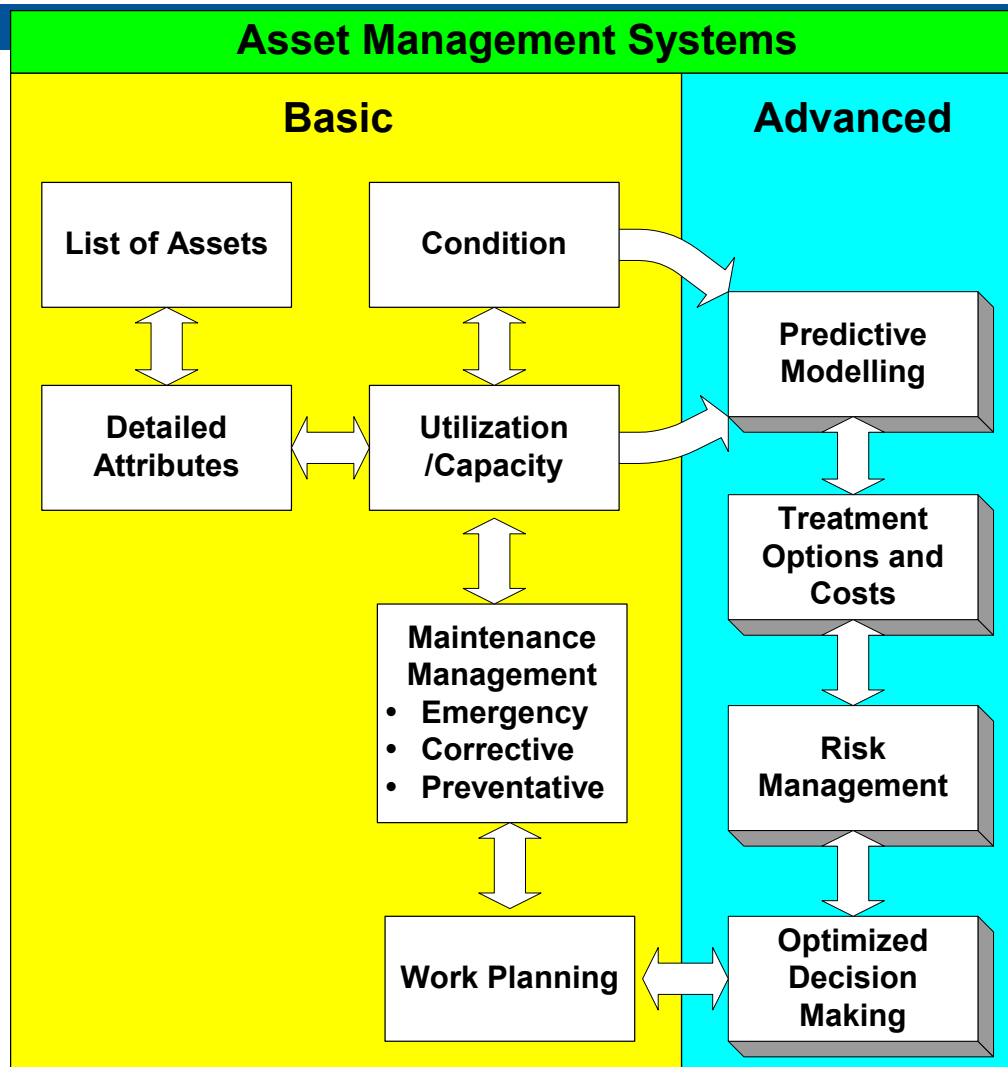 Asset Management Systems
Basic
Advanced
List of Assets
Condition
Predictive
Modelling
Detailed
Attributes
Utilization
/Capacity
Treatment
Options and
Costs
Maintenance
Management
• Emergency
• Corrective
• Preventative
Risk
Management
Work Planning
Optimized
Decision
Making